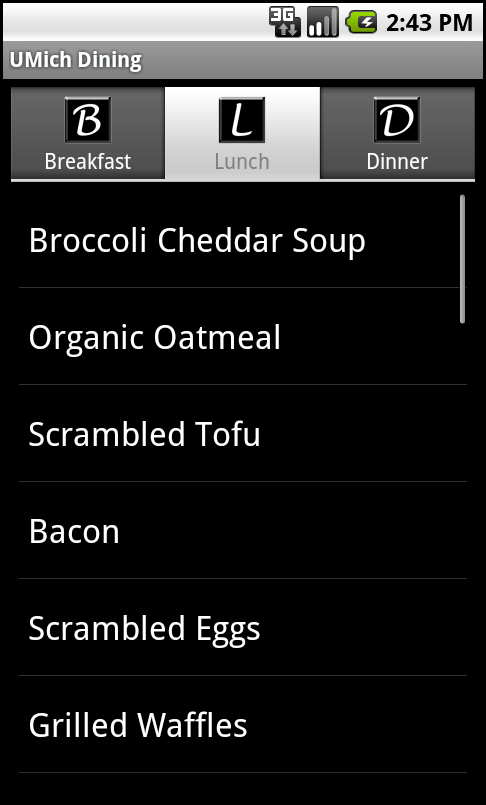 3G 2:43 PM
UMich Dining
B L D
Breakfast Lunch Dinner
Broccoli Cheddar Soup
Organic Oatmeal
Scrambled Tofu
Bacon
Scrambled Eggs
Grilled Waffles